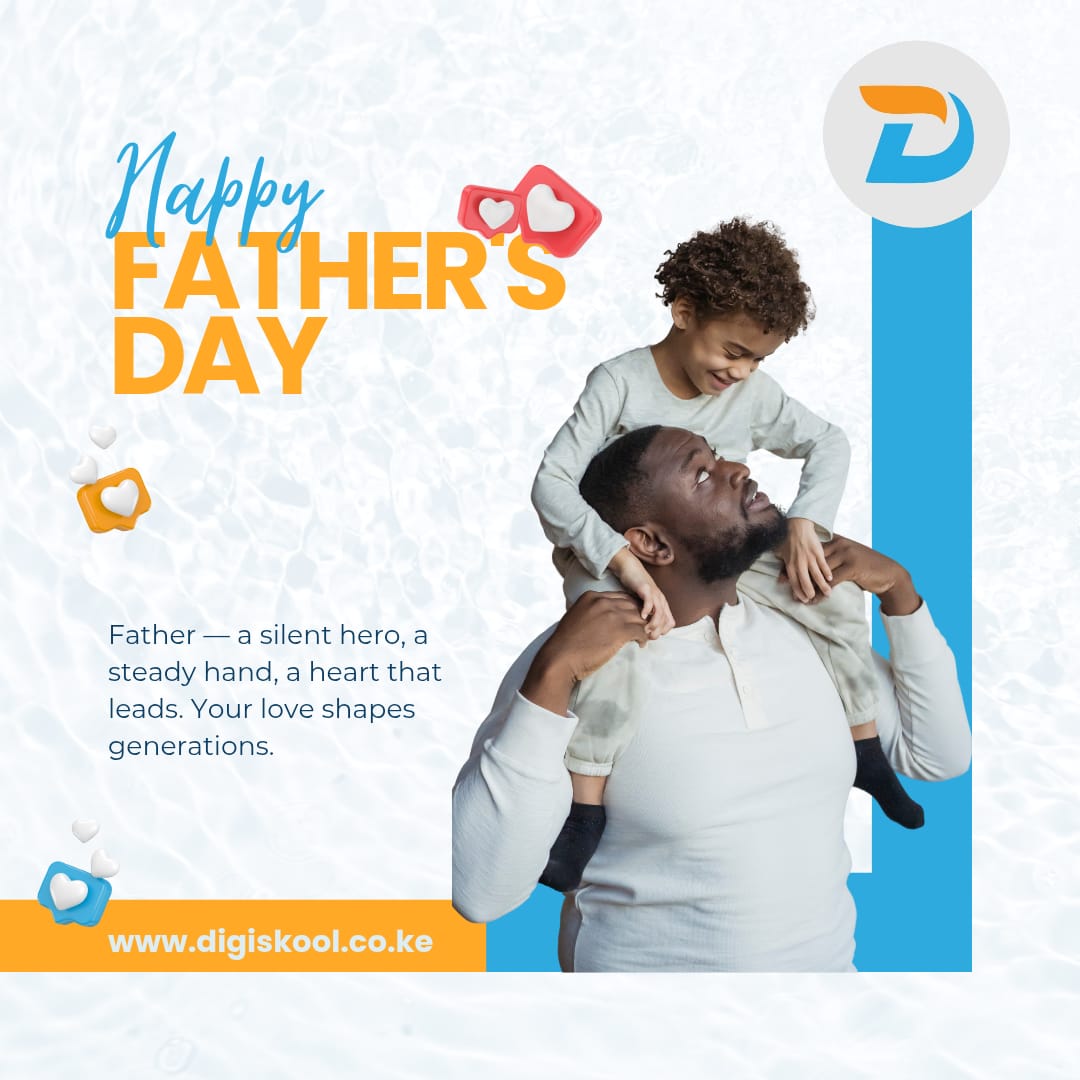 Happy
FATHER'S
DAY
Father — a silent hero, a
steady hand, a heart that
leads. Your love shapes
generations.
www.digiskool.co.ke